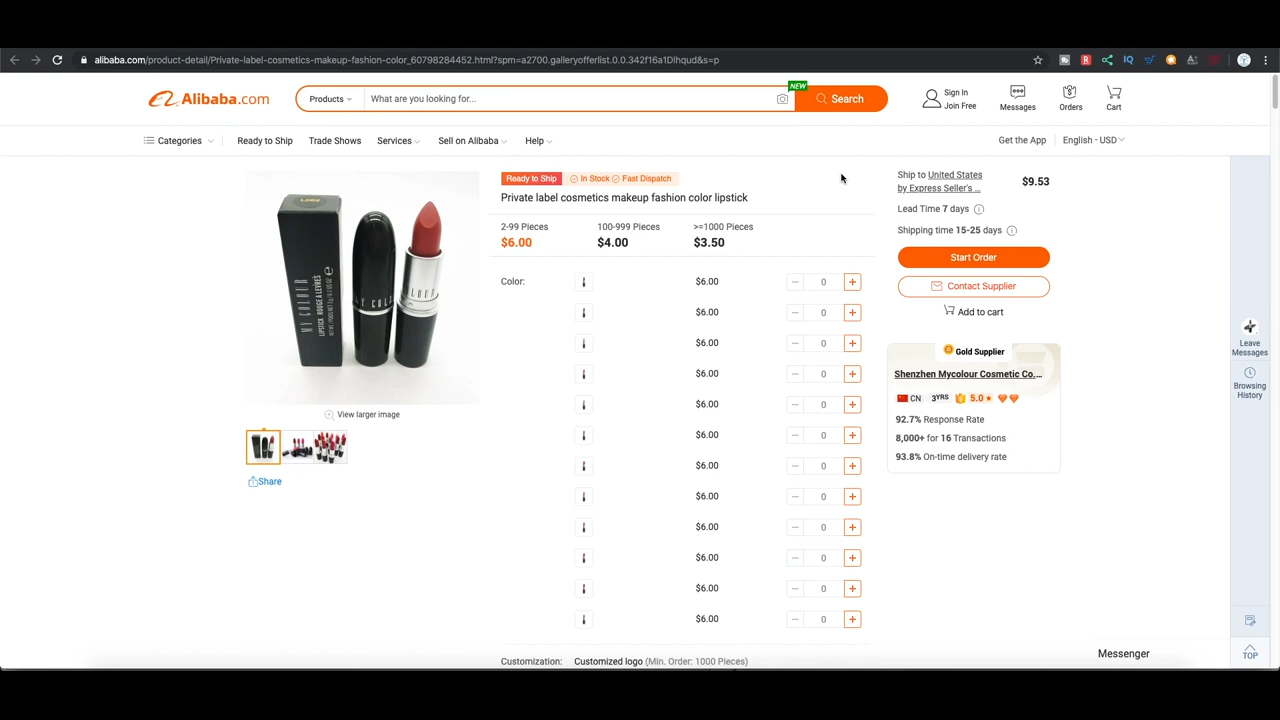 alibaba.com/product-detail/Private-label-cosmetics-makeup-fashion-color_60798284452.html?spm=a2700.galleryofferlist.0.0.342f16a1Dlhqud&s=p
Alibaba.com
Products
What are you looking for...
NEW
Search
Sign In
Join Free
Messages
Orders
Cart
Categories
Ready to Ship
Trade Shows
Services
Sell on Alibaba
Help
Get the App
English - USD
Ready to Ship
In Stock
Fast Dispatch
Private label cosmetics makeup fashion color lipstick
2-99 Pieces
100-999 Pieces
>=1000 Pieces
$6.00
$4.00
$3.50
Color:
$6.00
0
$6.00
0
$6.00
0
$6.00
0
$6.00
0
$6.00
0
$6.00
0
$6.00
0
$6.00
0
$6.00
0
$6.00
0
$6.00
0
Customization: Customized logo (Min. Order: 1000 Pieces)
MY COLOUR
LIPSTICK ROUGE A LEVRES
View larger image
Share
Ship to United States
by Express Seller's ...
$9.53
Lead Time 7 days
Shipping time 15-25 days
Start Order
Contact Supplier
Add to cart
Gold Supplier
Shenzhen Mycolour Cosmetic Co....
CN
3YRS
5.0
92.7% Response Rate
8,000+ for 16 Transactions
93.8% On-time delivery rate
Leave
Messages
Browsing
History
TOP
Messenger